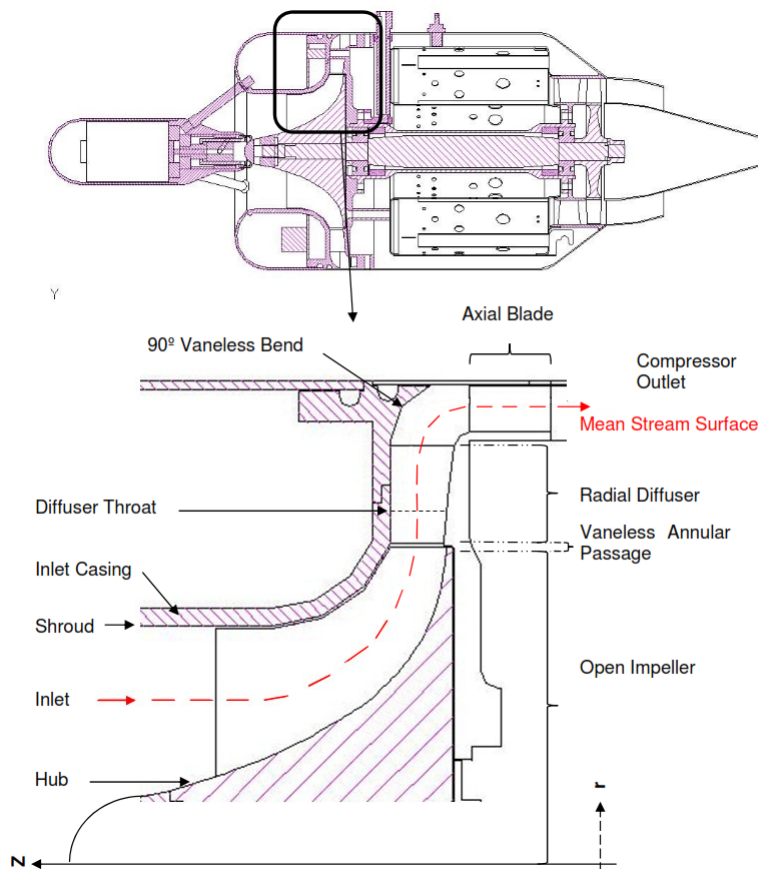 Y
Axial Blade
90º Vaneless Bend
Compressor
Outlet
Mean Stream Surface
Diffuser Throat
Radial Diffuser
Vaneless Annular
Passage
Inlet Casing
Shroud
Open Impeller
Inlet
Hub
r
Z